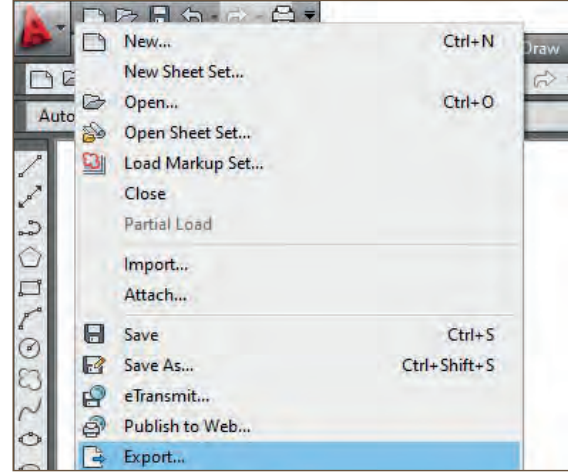 New... Ctrl+N
Draw
New Sheet Set...
Open... Ctrl+O
Auto
Open Sheet Set...
Load Markup Set...
Close
Partial Load
Import...
Attach...
Save Ctrl+S
Save As... Ctrl+Shift+S
eTransmit...
Publish to Web...
Export...